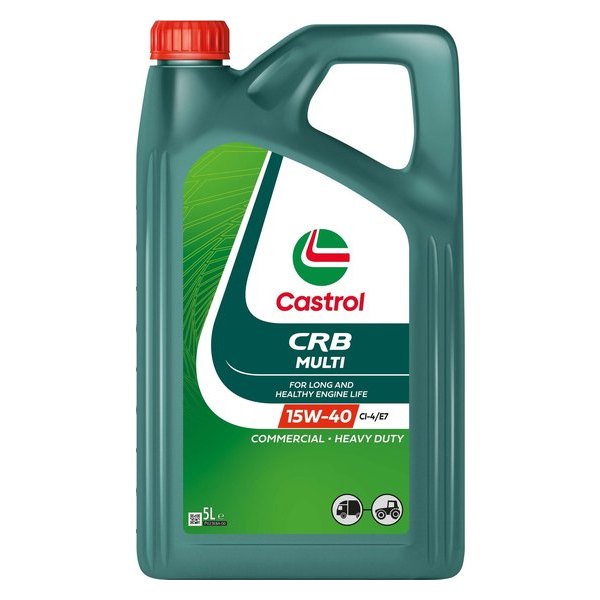 Castrol
CRB
MULTI
FOR LONG AND
HEALTHY ENGINE LIFE
15W-40 CI-4/E7
COMMERCIAL • HEAVY DUTY
5L e